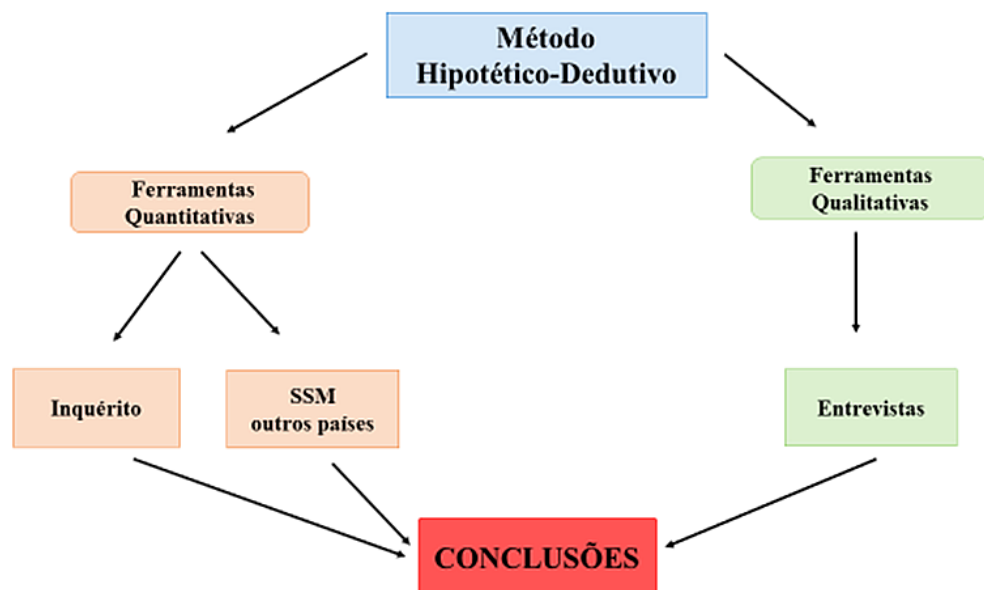 Método
Hipotético-Dedutivo
Ferramentas
Quantitativas
Ferramentas
Qualitativas
Inquérito
SSM
outros países
Entrevistas
CONCLUSÕES